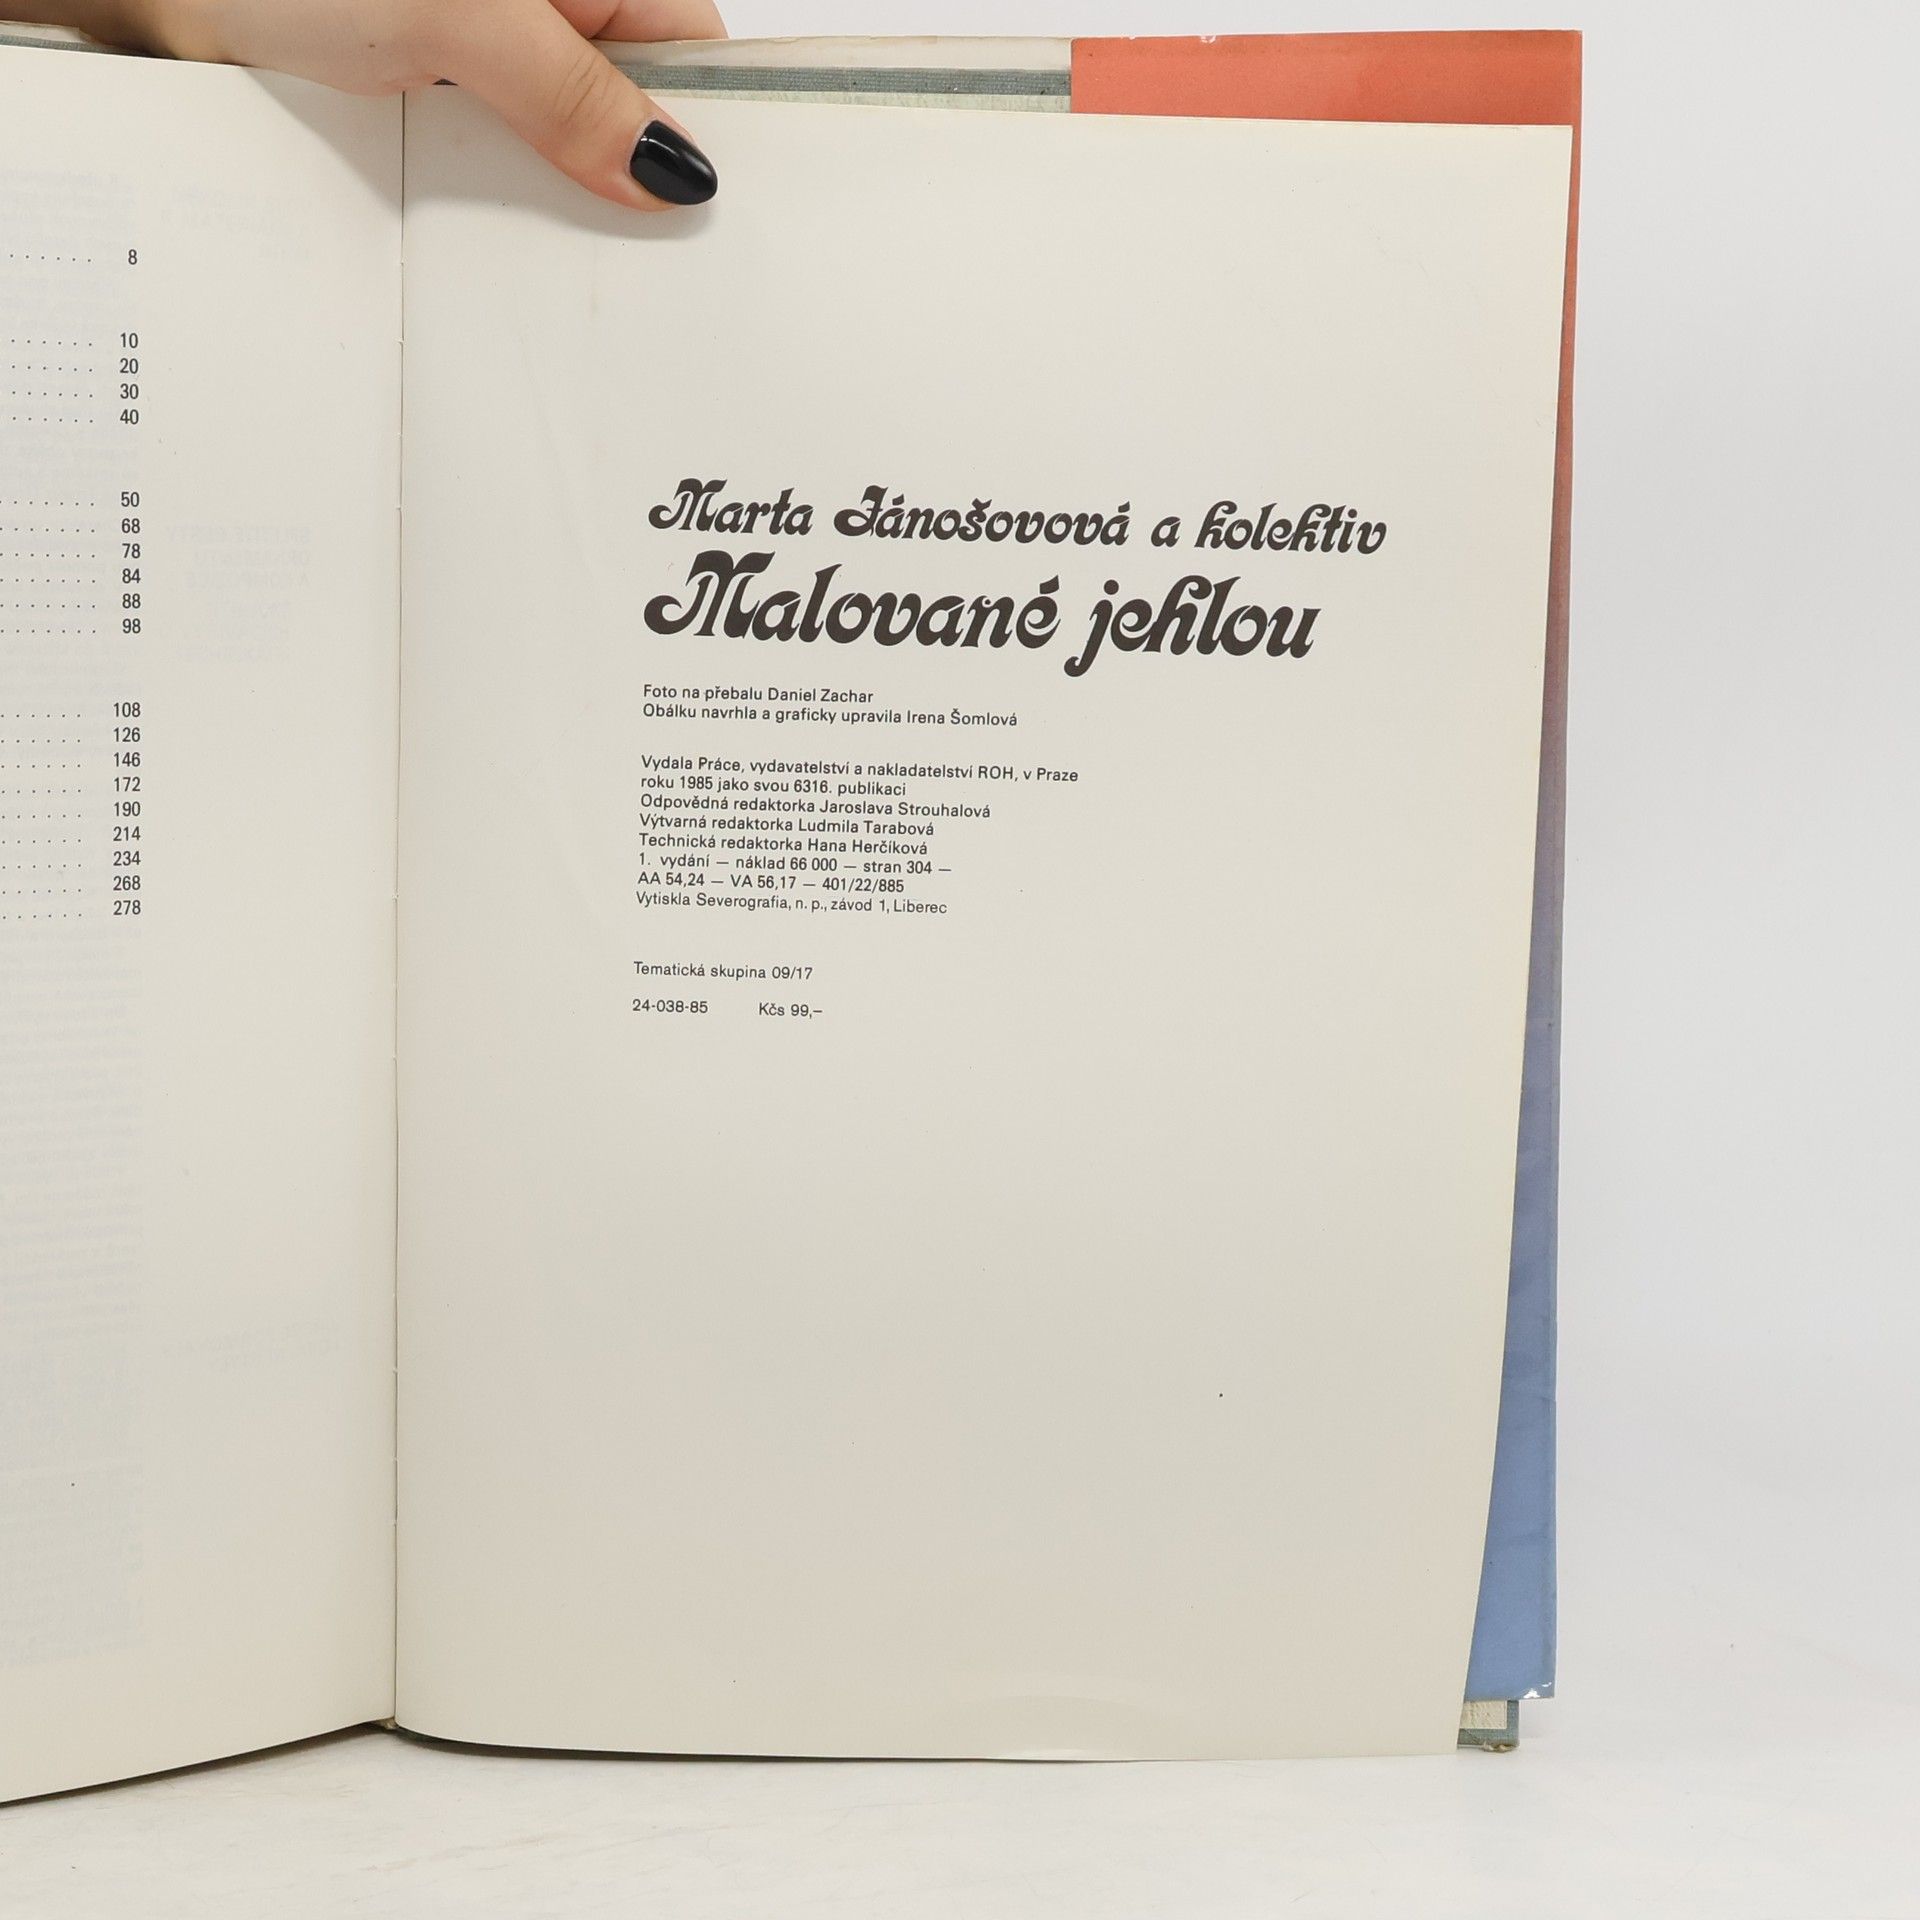 . . . . . . 8
. . . . . . 10
. . . . . . 20
. . . . . . 30
. . . . . . 40
. . . . . . 50
. . . . . . 68
. . . . . . 78
. . . . . . 84
. . . . . . 88
. . . . . . 98
. . . . . . 108
. . . . . . 126
. . . . . . 146
. . . . . . 172
. . . . . . 190
. . . . . . 214
. . . . . . 234
. . . . . . 268
. . . . . . 278
Marta Jánošovová a kolektiv
Malované jehlou
Foto na přebalu Daniel Zachar
Obálku navrhla a graficky upravila Irena Šomlová
Vydala Práce, vydavatelství a nakladatelství ROH, v Praze
roku 1985 jako svou 6316. publikaci
Odpovědná redaktorka Jaroslava Strouhalová
Výtvarná redaktorka Ludmila Tarabová
Technická redaktorka Hana Herčíková
1. vydání — náklad 66 000 — stran 304 —
AA 54,24 — VA 56,17 — 401/22/885
Vytiskla Severografia, n. p., závod 1, Liberec
Tematická skupina 09/17
24-038-85 Kčs 99,–